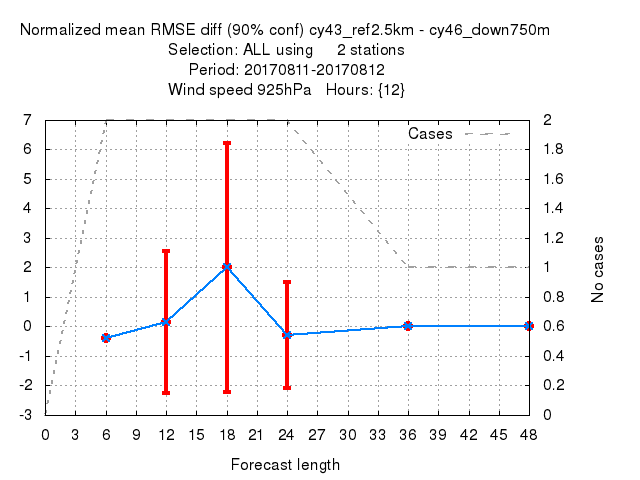 Normalized mean RMSE diff (90% conf) cy43_ref2.5km - cy46_down750m
Selection: ALL using 2 stations
Period: 20170811-20170812
Wind speed 925hPa Hours: {12}
Cases
7
6
5
4
3
2
1
0
-1
-2
-3
2
1.8
1.6
1.4
1.2
1
0.8
0.6
0.4
0.2
0
No cases
0 3 6 9 12 15 18 21 24 27 30 33 36 39 42 45 48
Forecast length